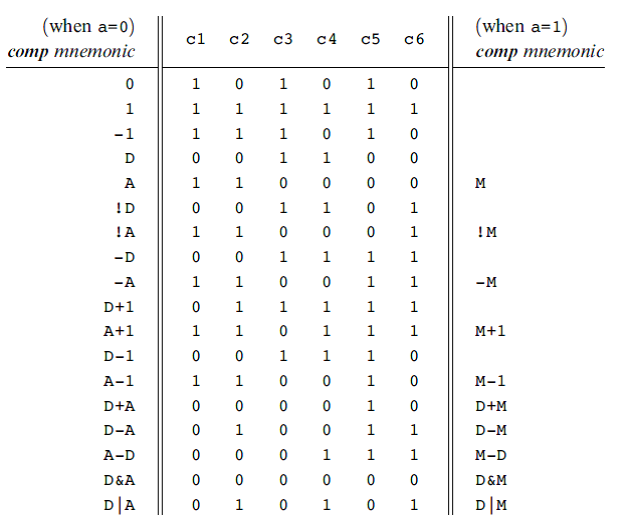 (when a=0) (when a=1)
comp mnemonic c1 c2 c3 c4 c5 c6 comp mnemonic
0 1 0 1 0 1 0
1 1 1 1 1 1 1
-1 1 1 1 0 1 0
D 0 0 1 1 0 0
A 1 1 0 0 0 0 M
!D 0 0 1 1 0 1
!A 1 1 0 0 0 1 !M
-D 0 0 1 1 1 1
-A 1 1 0 0 1 1 -M
D+1 0 1 1 1 1 1
A+1 1 1 0 1 1 1 M+1
D-1 0 0 1 1 1 0
A-1 1 1 0 0 1 0 M-1
D+A 0 0 0 0 1 0 D+M
D-A 0 1 0 0 1 1 D-M
A-D 0 0 0 1 1 1 M-D
D&A 0 0 0 0 0 0 D&M
D|A 0 1 0 1 0 1 D|M